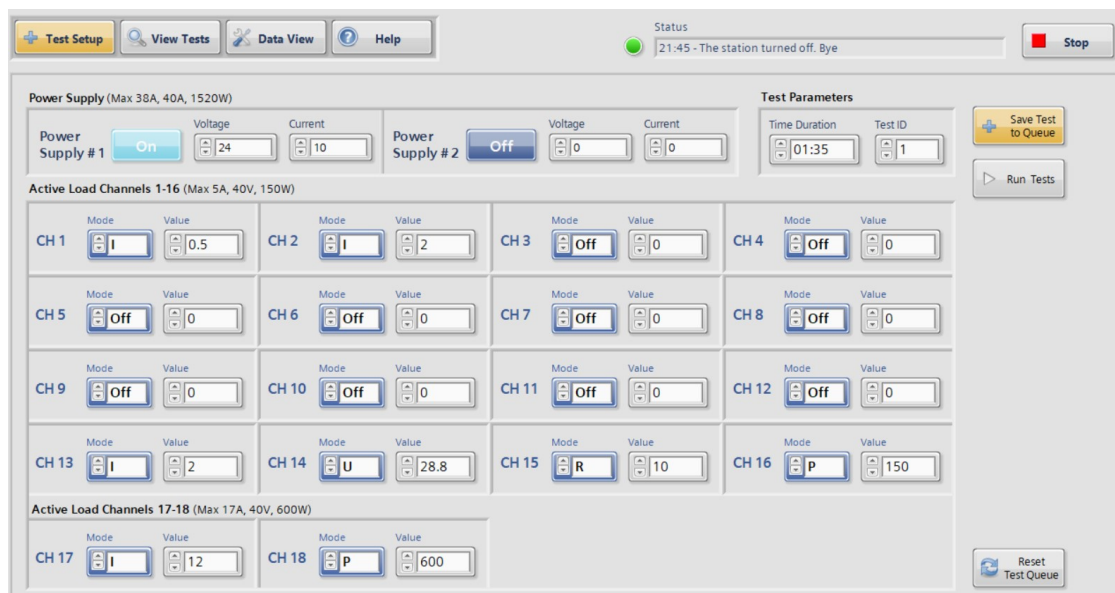 Test Setup View Tests Data View Help
Status
21:45 - The station turned off. Bye
Stop
Power Supply (Max 38A, 40A, 1520W)
Power Supply # 1 On
Voltage Current
24 10
Power Supply # 2 Off
Voltage Current
0 0
Test Parameters
Time Duration Test ID
01:35 1
Save Test
to Queue
Run Tests
Active Load Channels 1-16 (Max 5A, 40V, 150W)
Mode Value Mode Value Mode Value Mode Value
CH 1 I 0.5 CH 2 I 2 CH 3 Off 0 CH 4 Off 0
Mode Value Mode Value Mode Value Mode Value
CH 5 Off 0 CH 6 Off 0 CH 7 Off 0 CH 8 Off 0
Mode Value Mode Value Mode Value Mode Value
CH 9 Off 0 CH 10 Off 0 CH 11 Off 0 CH 12 Off 0
Mode Value Mode Value Mode Value Mode Value
CH 13 I 2 CH 14 U 28.8 CH 15 R 10 CH 16 P 150
Active Load Channels 17-18 (Max 17A, 40V, 600W)
Mode Value Mode Value
CH 17 I 12 CH 18 P 600
Reset
Test Queue